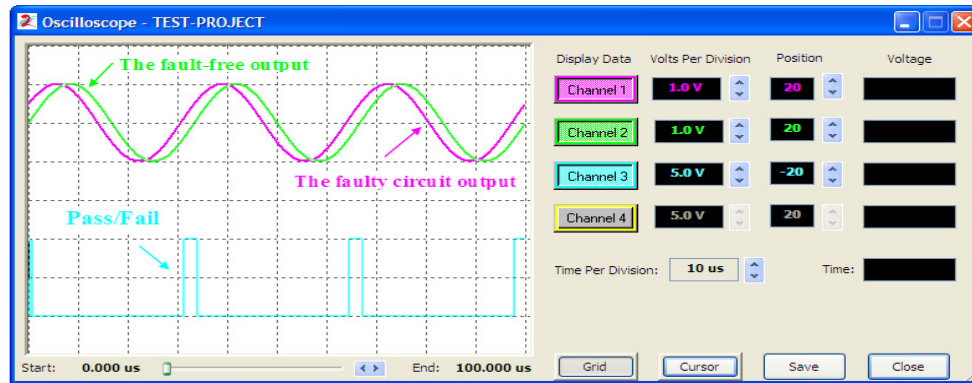 Oscilloscope - TEST-PROJECT
The fault-free output
The faulty circuit output
Pass/Fail
Start: 0.000 us End: 100.000 us
Display Data Volts Per Division Position Voltage
Channel 1 1.0 V 20
Channel 2 1.0 V 20
Channel 3 5.0 V -20
Channel 4 5.0 V 20
Time Per Division: 10 us Time:
Grid Cursor Save Close